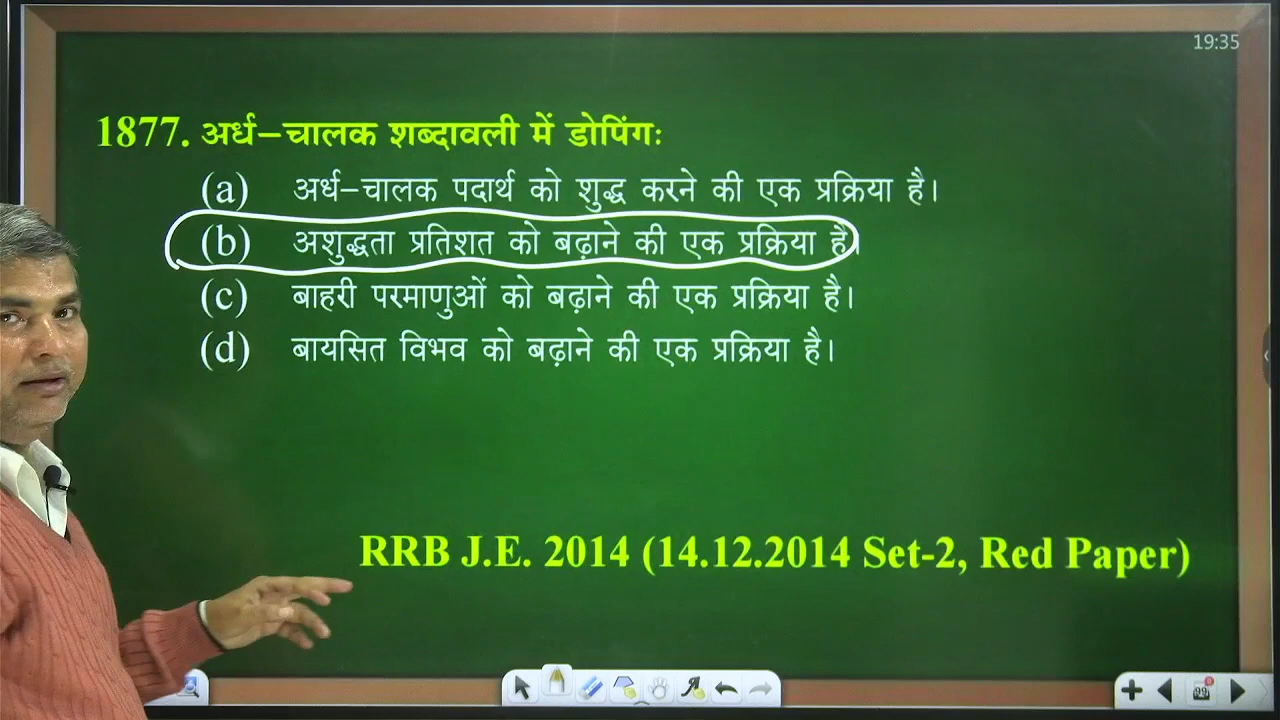 19:35
1877. अर्ध–चालक शब्दावली में डोपिंगः
(a) अर्ध–चालक पदार्थ को शुद्ध करने की एक प्रक्रिया है।
(b) अशुद्धता प्रतिशत को बढ़ाने की एक प्रक्रिया है।
(c) बाहरी परमाणुओं को बढ़ाने की एक प्रक्रिया है।
(d) बायसित विभव को बढ़ाने की एक प्रक्रिया है।
RRB J.E. 2014 (14.12.2014 Set-2, Red Paper)